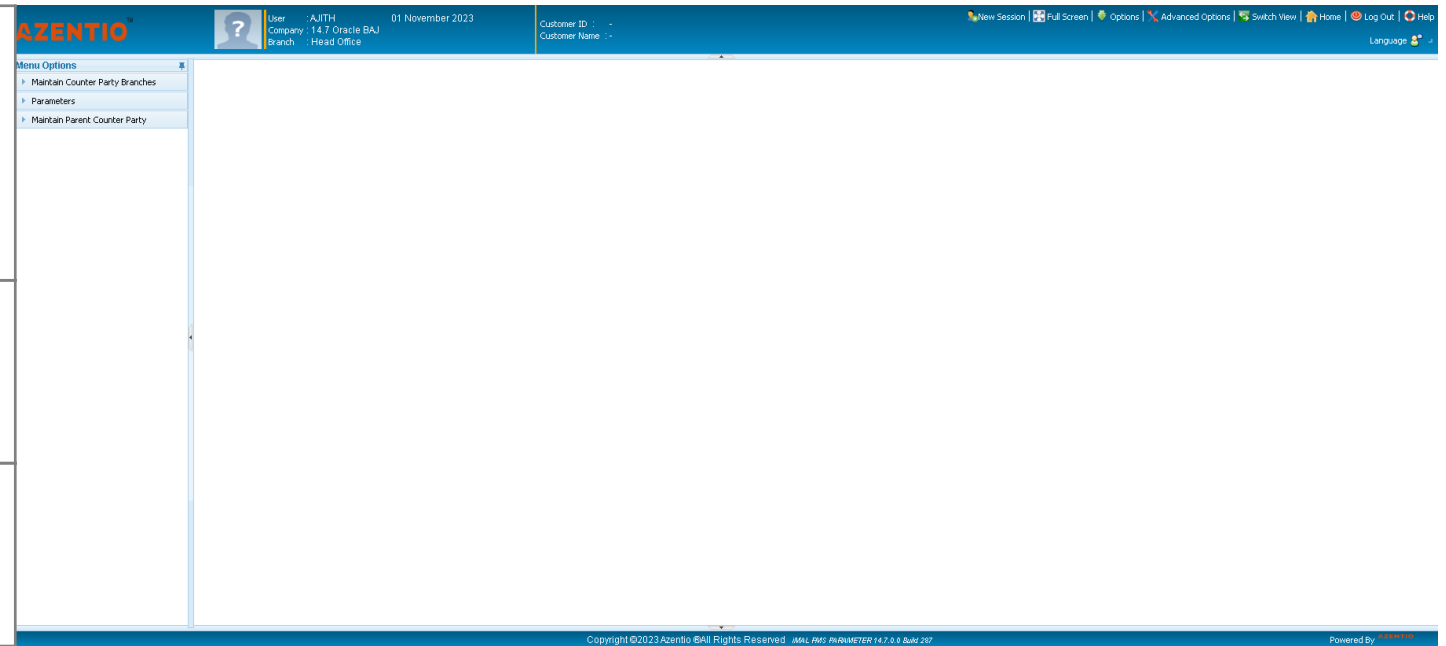 AZENTIO™
User : AJITH 01 November 2023
Company : 14.7 Oracle BAJ
Branch : Head Office
Customer ID : -
Customer Name : -
New Session | Full Screen | Options | Advanced Options | Switch View | Home | Log Out | Help
Language
Menu Options
Maintain Counter Party Branches
Parameters
Maintain Parent Counter Party
Copyright ©2023 Azentio ®All Rights Reserved IMAL FMS PARAMETER 14.7.0.0 Build 287
Powered By AZENTIO